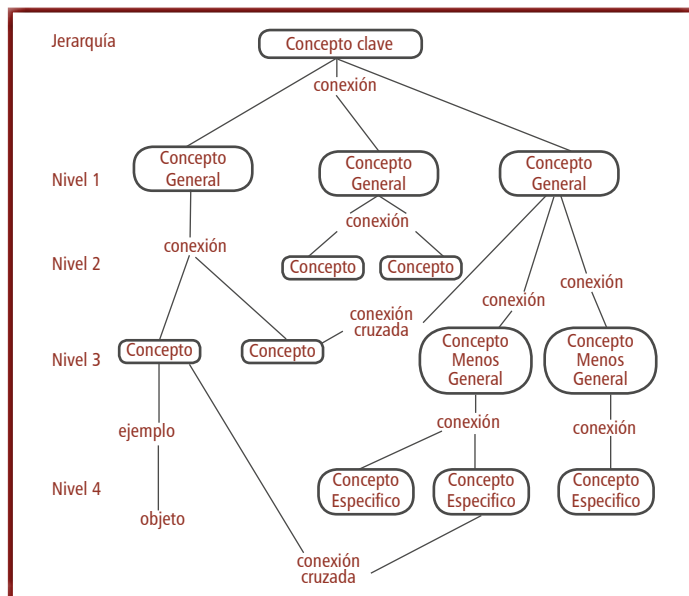 Jerarquía
Concepto clave
conexión
Nivel 1
Concepto
General
Concepto
General
Concepto
General
conexión
conexión
Nivel 2
Concepto
Concepto
conexión
conexión
conexión
cruzada
Nivel 3
Concepto
Concepto
Concepto
Menos
General
Concepto
Menos
General
ejemplo
conexión
conexión
Nivel 4
Concepto
Especifico
Concepto
Especifico
Concepto
Especifico
objeto
conexión
cruzada